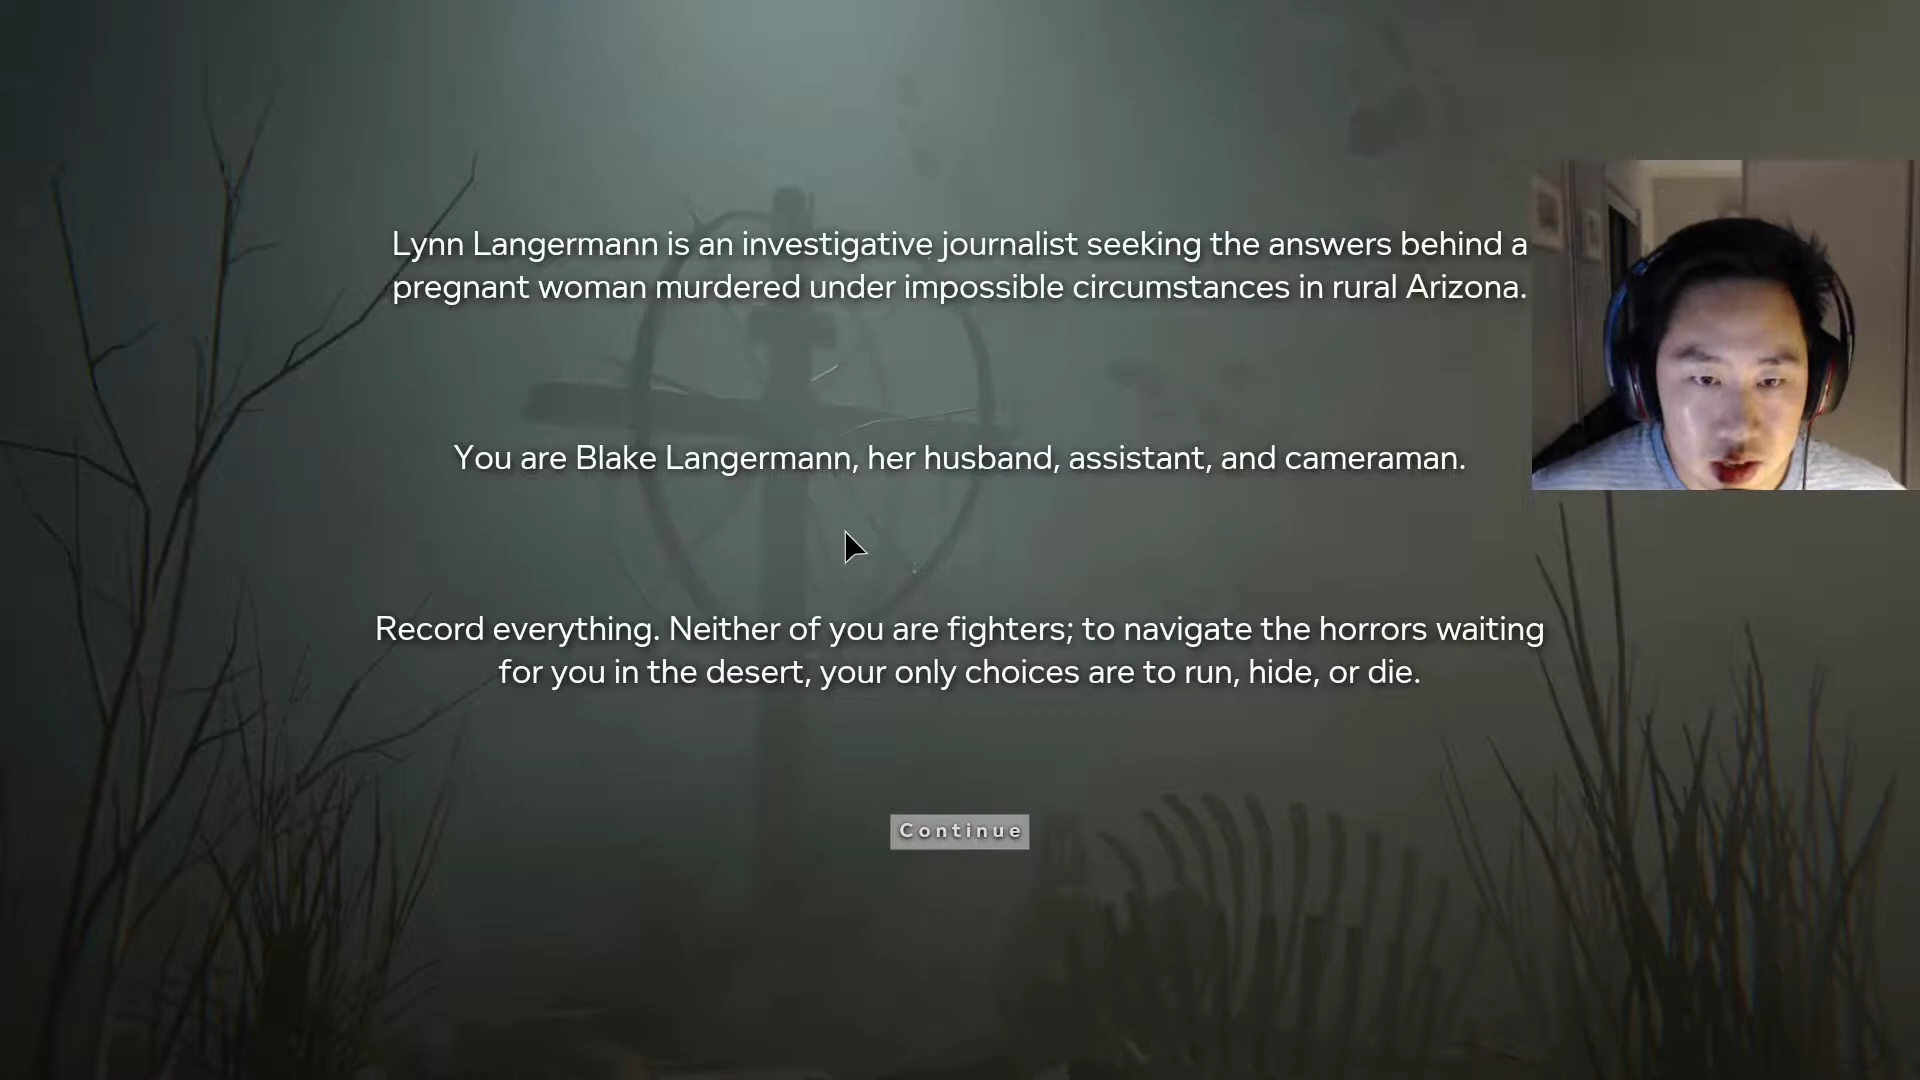 Lynn Langermann is an investigative journalist seeking the answers behind a
pregnant woman murdered under impossible circumstances in rural Arizona.
You are Blake Langermann, her husband, assistant, and cameraman.
Record everything. Neither of you are fighters; to navigate the horrors waiting
for you in the desert, your only choices are to run, hide, or die.
Continue